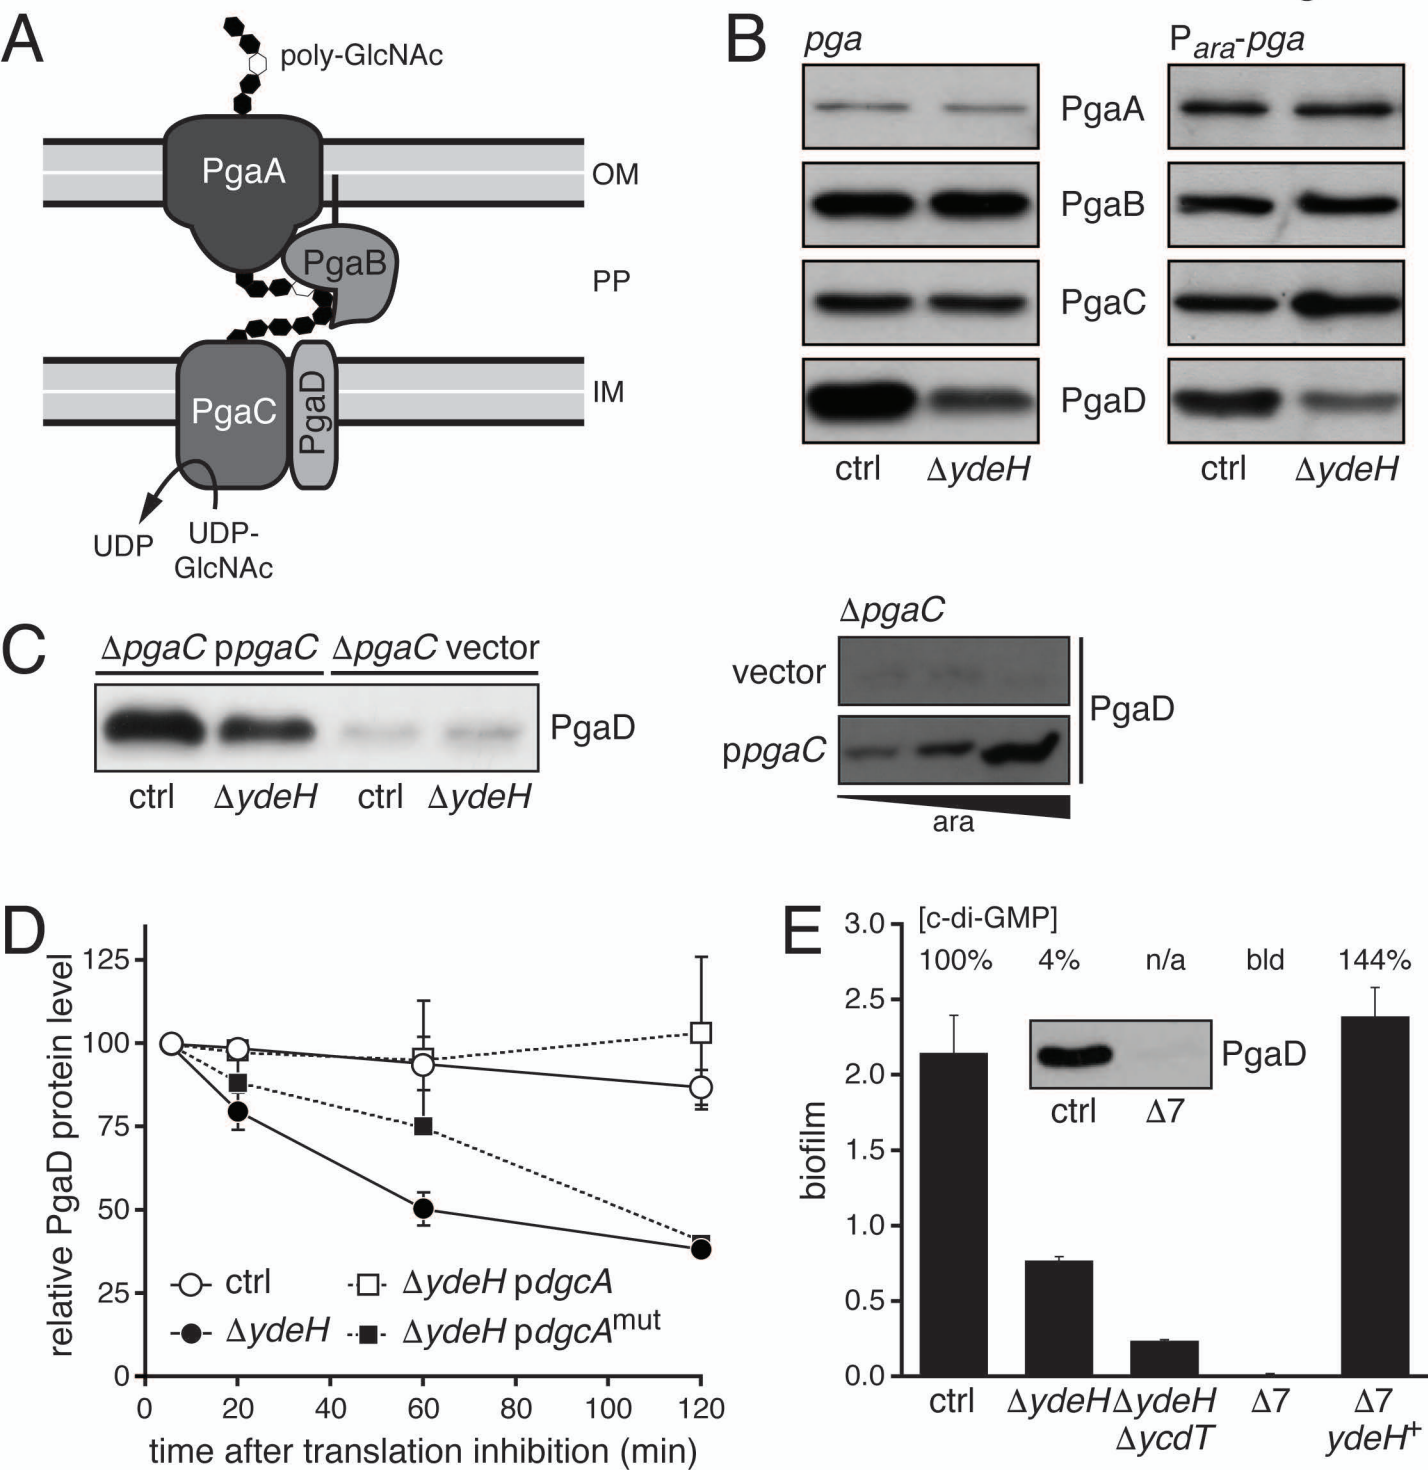 A
poly-GlcNAc
PgaA
OM
PgaB
PP
PgaC
PgaD
IM
UDP
UDP-
GlcNAc
B
pga
Para-pga
PgaA
PgaB
PgaC
PgaD
ctrl ΔydeH ctrl ΔydeH
C
ΔpgaC ppgaC ΔpgaC vector
PgaD
ctrl ΔydeH ctrl ΔydeH
ΔpgaC
vector
ppgaC
PgaD
ara
D
relative PgaD protein level
125
100
75
50
25
0
ctrl
ΔydeH
ΔydeH pdgcA
ΔydeH pdgcAmut
0 20 40 60 80 100 120
time after translation inhibition (min)
E
biofilm
3.0
2.5
2.0
1.5
1.0
0.5
0.0
[c-di-GMP]
100% 4% n/a bld 144%
PgaD
ctrl Δ7
ctrl ΔydeH ΔydeH Δ7 Δ7
ΔycdT ydeH+